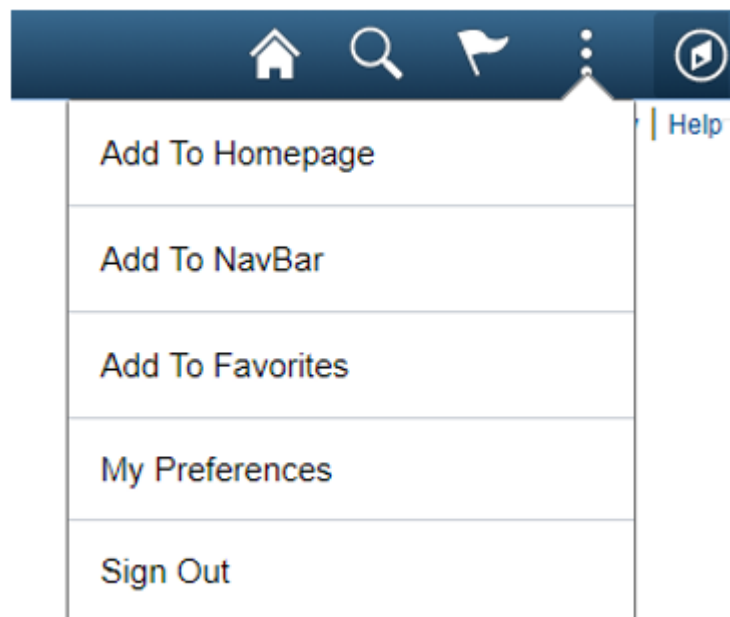 Help
Add To Homepage
Add To NavBar
Add To Favorites
My Preferences
Sign Out